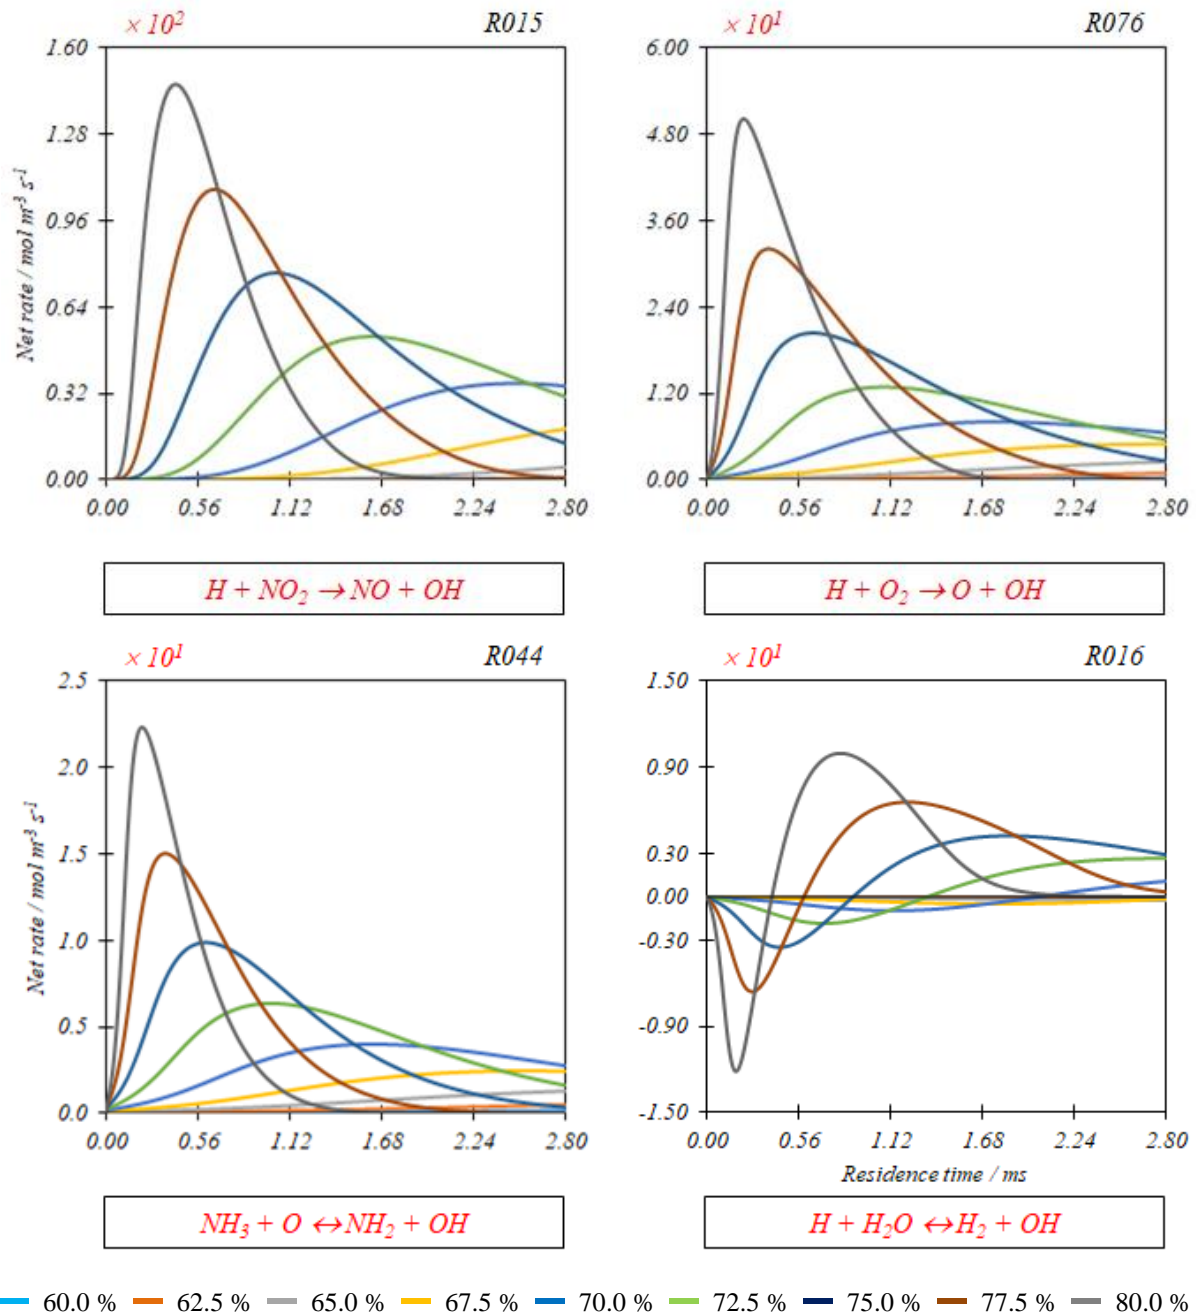 × 10² R015
× 10¹ R076
1.60
1.28
0.96
0.64
0.32
0.00
0.00 0.56 1.12 1.68 2.24 2.80
Net rate / mol m⁻³ s⁻¹
6.00
4.80
3.60
2.40
1.20
0.00
0.00 0.56 1.12 1.68 2.24 2.80
H + NO₂ → NO + OH
H + O₂ → O + OH
× 10¹ R044
× 10¹ R016
2.5
2.0
1.5
1.0
0.5
0.0
0.00 0.56 1.12 1.68 2.24 2.80
Net rate / mol m⁻³ s⁻¹
1.50
0.90
0.30
0.00
-0.30
-0.90
-1.50
0.00 0.56 1.12 1.68 2.24 2.80
Residence time / ms
NH₃ + O ↔ NH₂ + OH
H + H₂O ↔ H₂ + OH
60.0 % 62.5 % 65.0 % 67.5 % 70.0 % 72.5 % 75.0 % 77.5 % 80.0 %